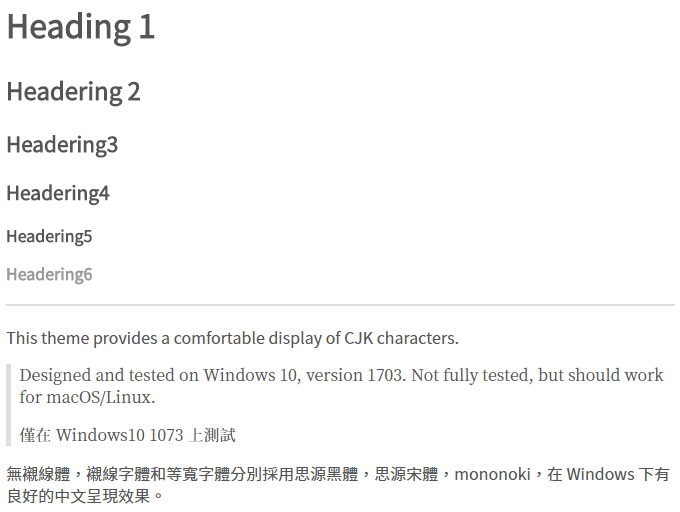 Heading 1
Headering 2
Headering3
Headering4
Headering5
Headering6
This theme provides a comfortable display of CJK characters.
Designed and tested on Windows 10, version 1703. Not fully tested, but should work
for macOS/Linux.
僅在 Windows10 1073 上測試
無襯線體，襯線字體和等寬字體分別採用思源黑體，思源宋體，mononoki，在 Windows 下有
良好的中文呈現效果。